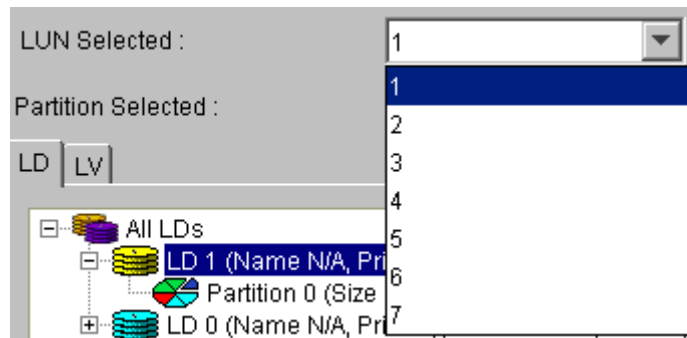 LUN Selected :
1
1
Partition Selected :
2
3
4
5
6
7
LD LV
All LDs
LD 1 (Name N/A, Pri
Partition 0 (Size
LD 0 (Name N/A, Pri